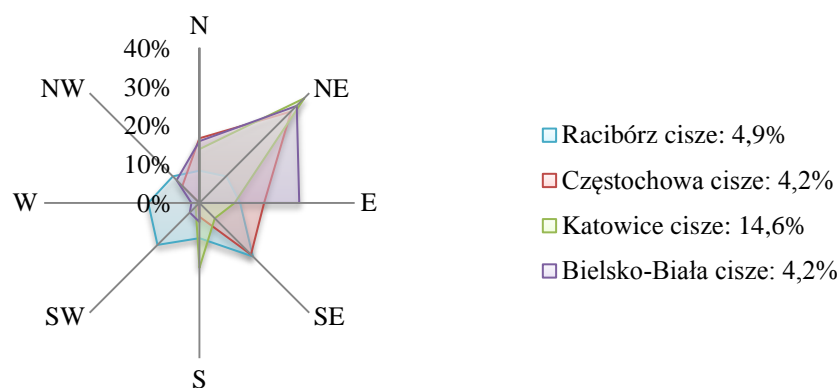 N
40%
30%
20%
10%
0%
NW
NE
W
E
SW
SE
S
Racibórz cisze: 4,9%
Częstochowa cisze: 4,2%
Katowice cisze: 14,6%
Bielsko-Biała cisze: 4,2%